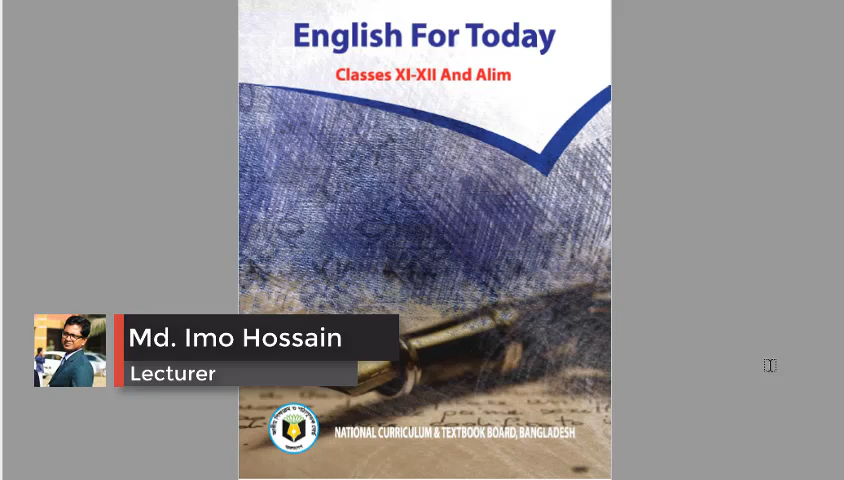 English For Today
Classes XI-XII And Alim
Md. Imo Hossain
Lecturer
NATIONAL CURRICULUM & TEXTBOOK BOARD, BANGLADESH